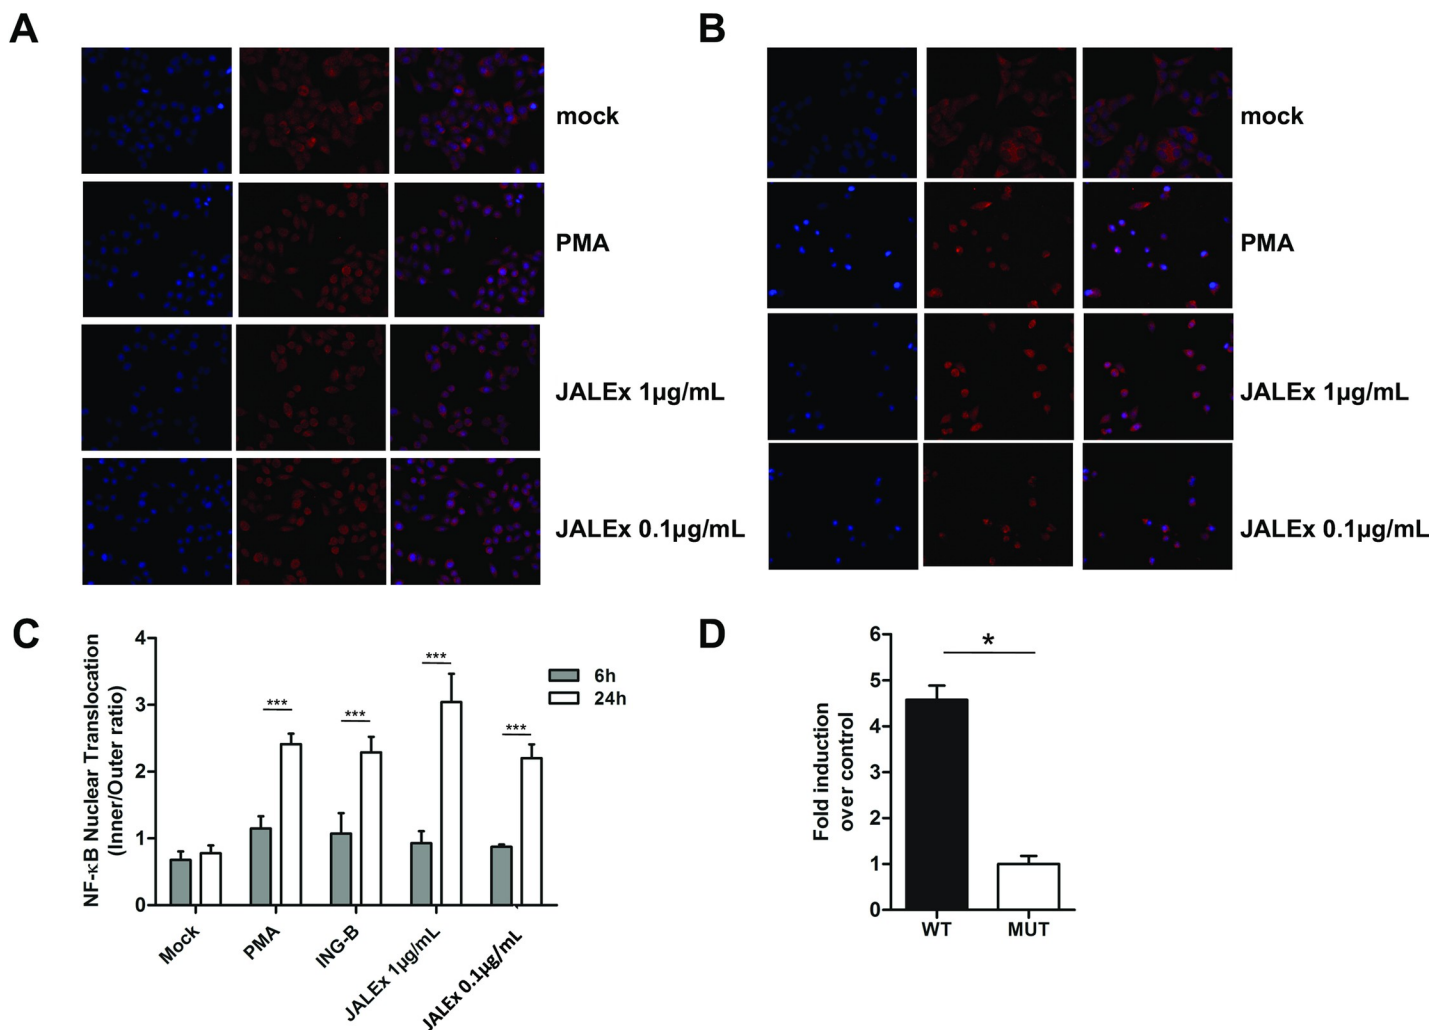 A
B
mock
PMA
JALEx 1µg/mL
JALEx 0.1µg/mL
mock
PMA
JALEx 1µg/mL
JALEx 0.1µg/mL
C
NF-κB Nuclear Translocation
(Inner/Outer ratio)
4
3
2
1
0
***
***
***
***
6h
24h
Mock
PMA
ING-B
JALEx 1µg/mL
JALEx 0.1µg/mL
D
Fold induction
over control
6
5
4
3
2
1
0
*
WT
MUT